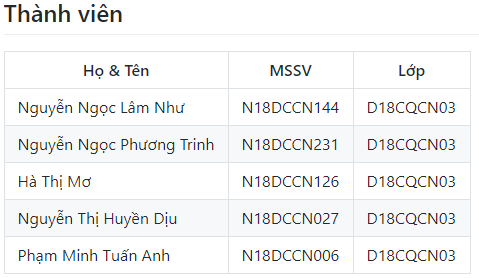 Thành viên
Họ & Tên MSSV Lớp
Nguyễn Ngọc Lâm Như N18DCCN144 D18CQCN03
Nguyễn Ngọc Phương Trinh N18DCCN231 D18CQCN03
Hà Thị Mơ N18DCCN126 D18CQCN03
Nguyễn Thị Huyền Dịu N18DCCN027 D18CQCN03
Phạm Minh Tuấn Anh N18DCCN006 D18CQCN03